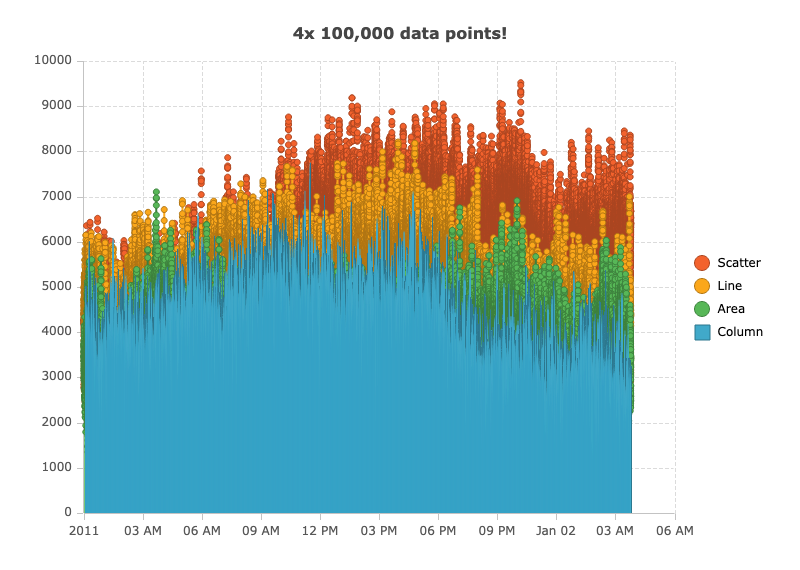 4x 100,000 data points!
10000
9000
8000
7000
6000
5000
4000
3000
2000
1000
0
2011 03 AM 06 AM 09 AM 12 PM 03 PM 06 PM 09 PM Jan 02 03 AM 06 AM
Scatter
Line
Area
Column